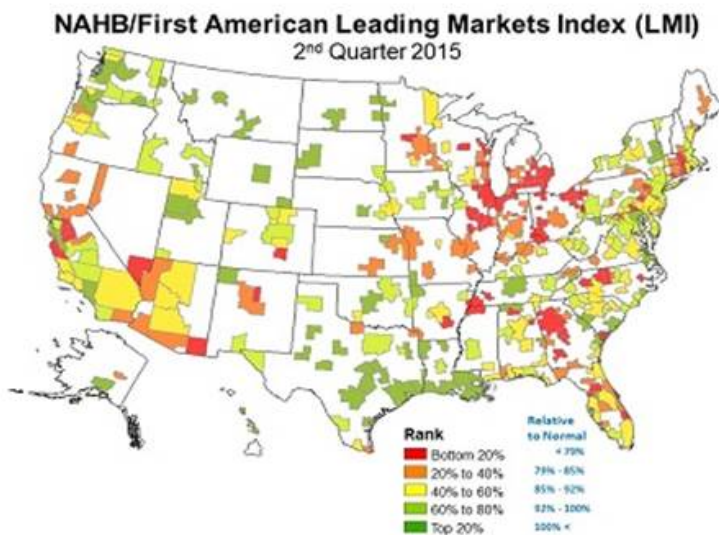 NAHB/First American Leading Markets Index (LMI)
2nd Quarter 2015
Rank
Relative
to Normal
Bottom 20%
< 79%
20% to 40%
79% - 85%
40% to 60%
85% - 92%
60% to 80%
92% - 100%
Top 20%
100% <